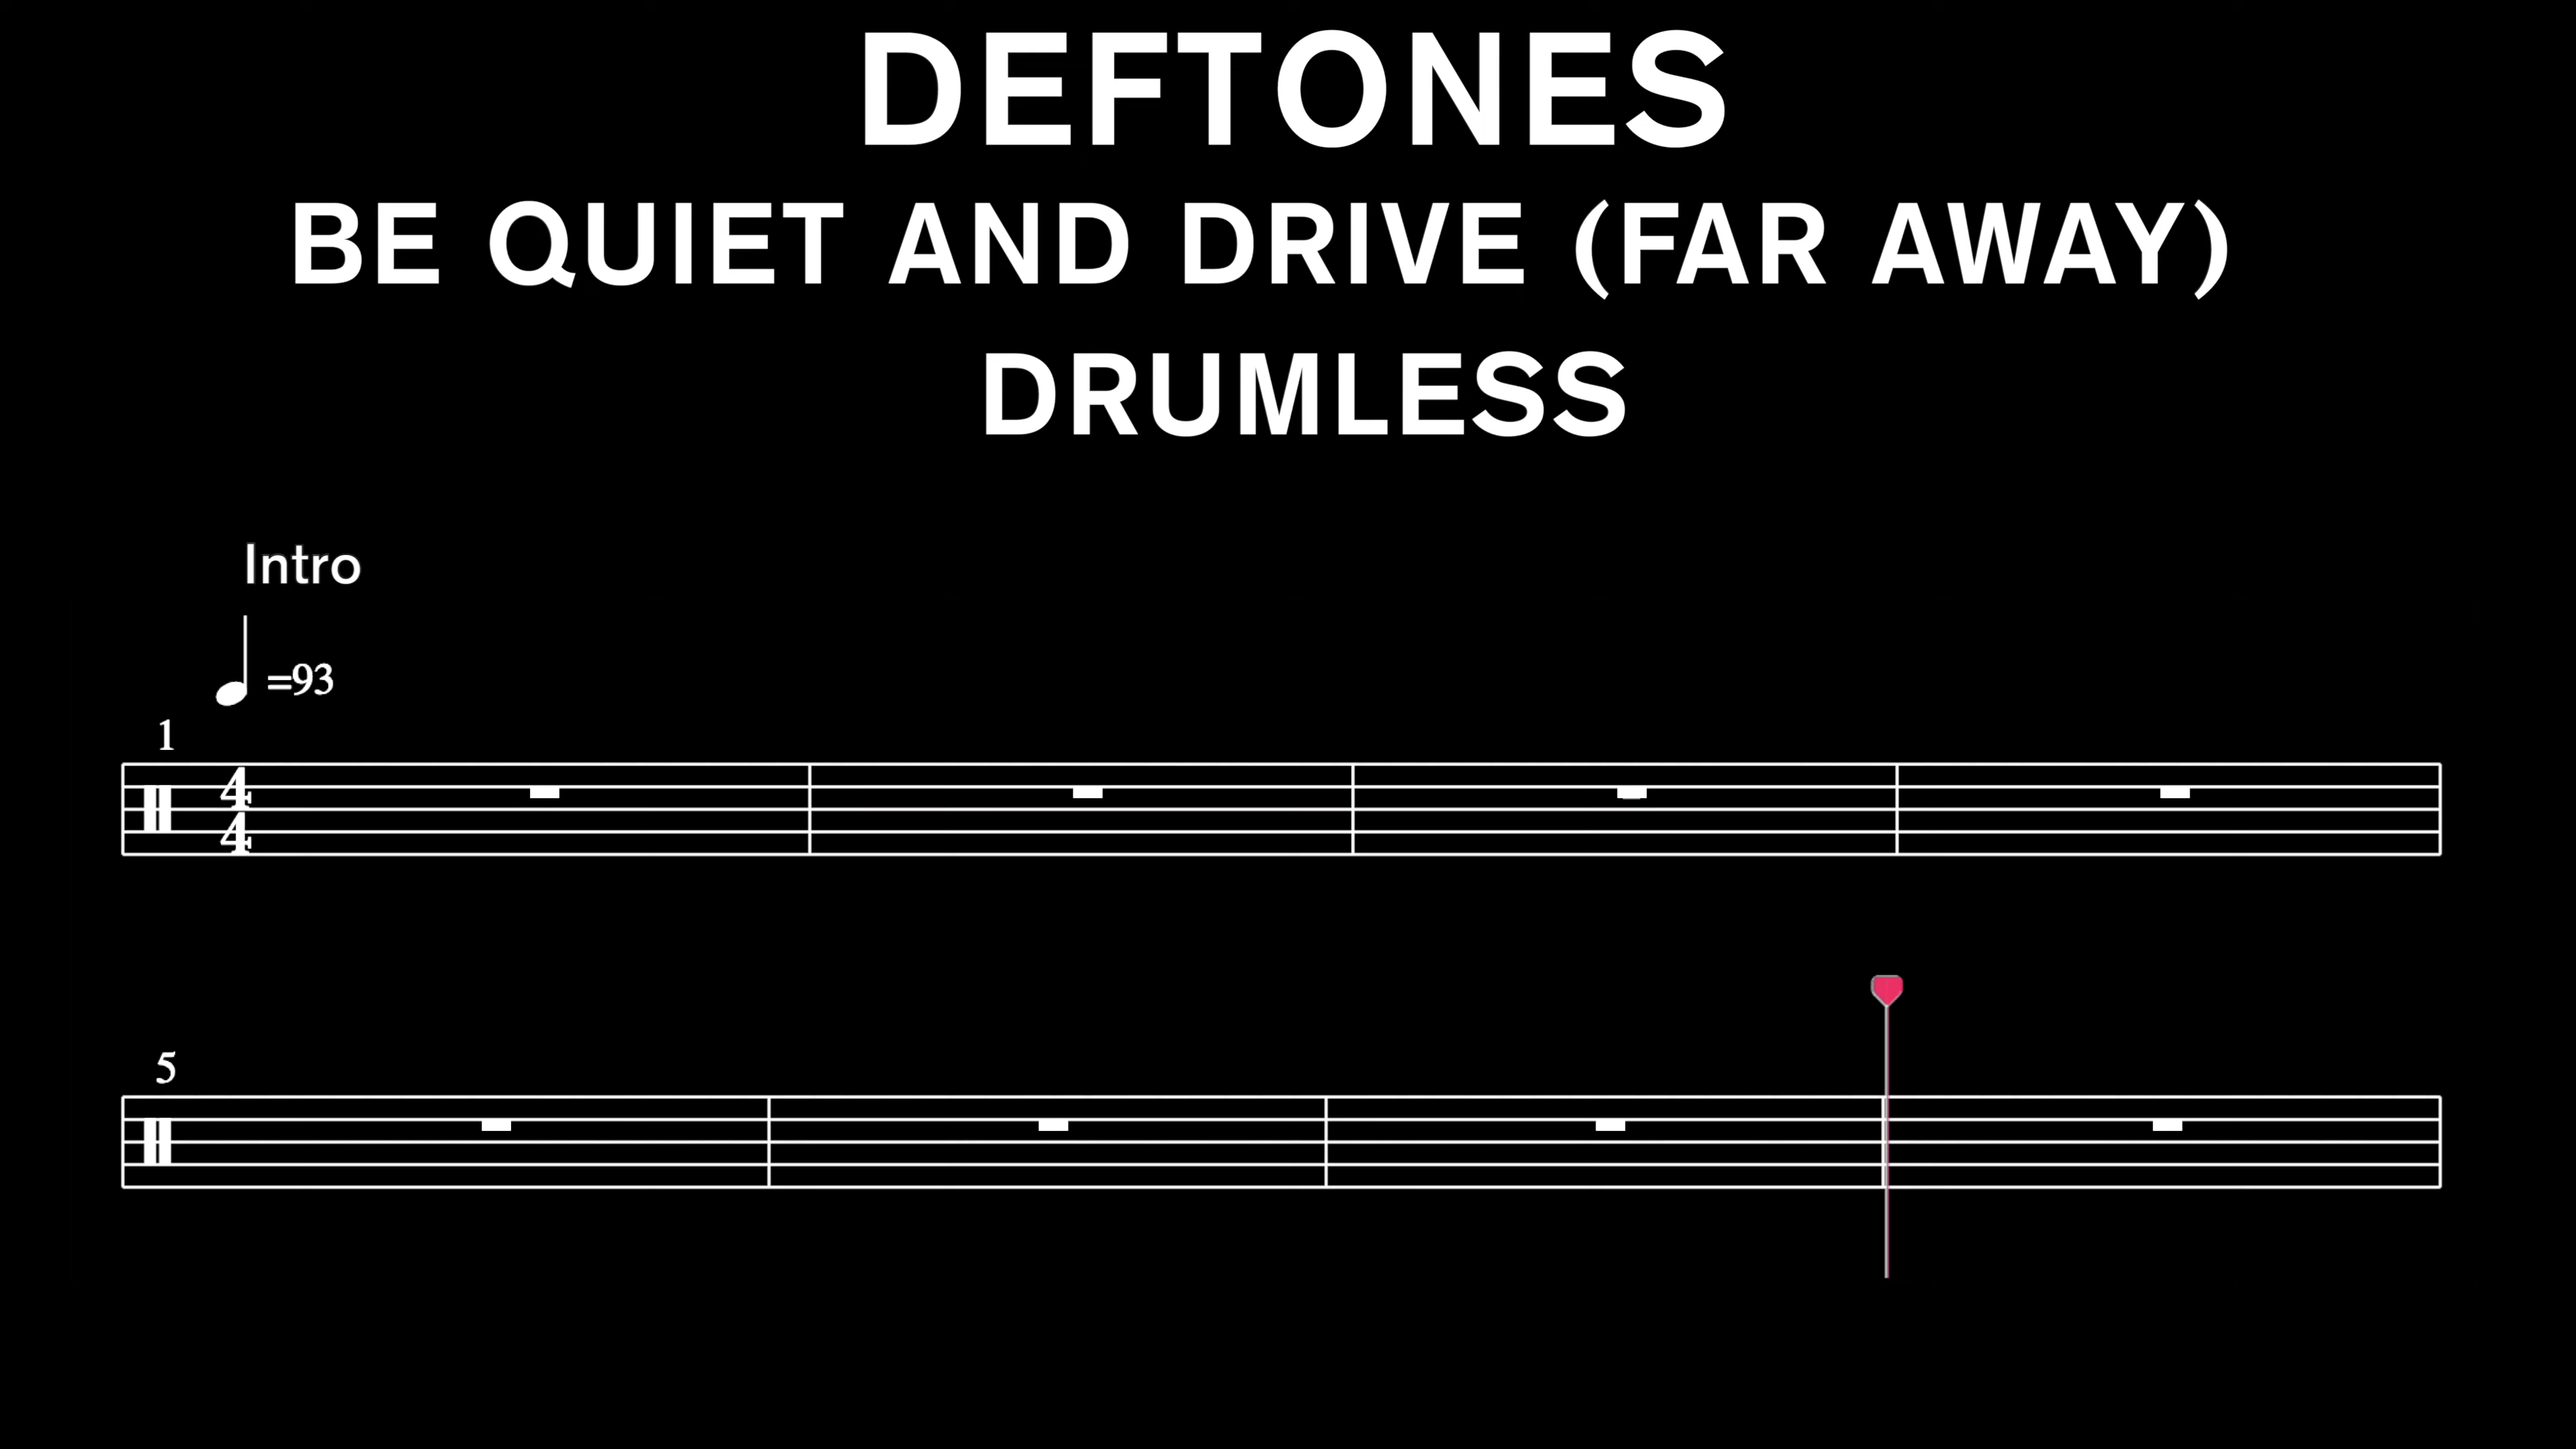 DEFTONES
BE QUIET AND DRIVE (FAR AWAY)
DRUMLESS
Intro
=93
1
4
4
5